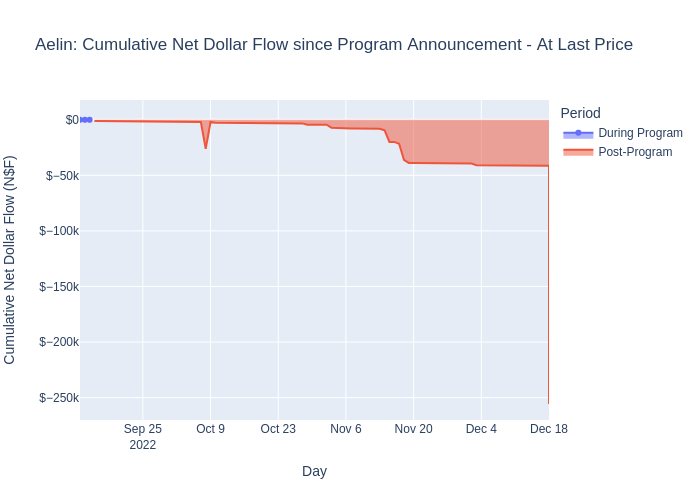 Aelin: Cumulative Net Dollar Flow since Program Announcement - At Last Price
Cumulative Net Dollar Flow (N$F)
$0
$−50k
$−100k
$−150k
$−200k
$−250k
Sep 25
2022
Oct 9
Oct 23
Nov 6
Nov 20
Dec 4
Dec 18
Day
Period
During Program
Post-Program